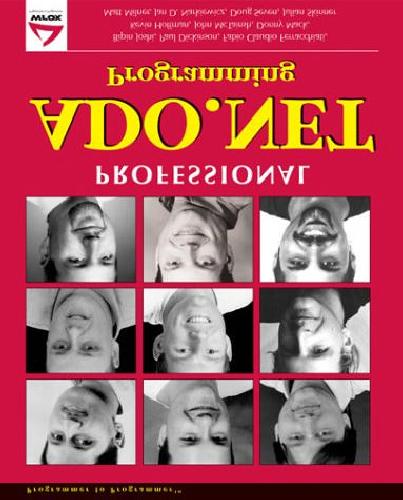 Programmer to Programmer™
PROFESSIONAL
ADO.NET
Programming
Bipin Joshi, Paul Dickinson, Fabio Claudio Ferracchiati,
Kevin Hoffman, John McTainsh, Donny Mack,
Matt Milner, Jan D. Narkiewicz, Doug Seven, Julian Skinner
WROX